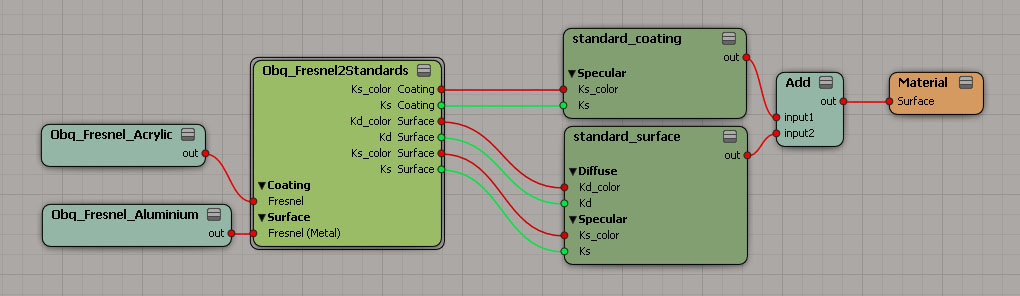 Obq_Fresnel_Acrylic
out
Obq_Fresnel_Aluminium
out
Obq_Fresnel2Standards
Ks_color Coating
Ks Coating
Kd_color Surface
Kd Surface
Ks_color Surface
Ks Surface
Coating
Fresnel
Surface
Fresnel (Metal)
standard_coating
out
Specular
Ks_color
Ks
standard_surface
out
Diffuse
Kd_color
Kd
Specular
Ks_color
Ks
Add
out
input1
input2
Material
Surface